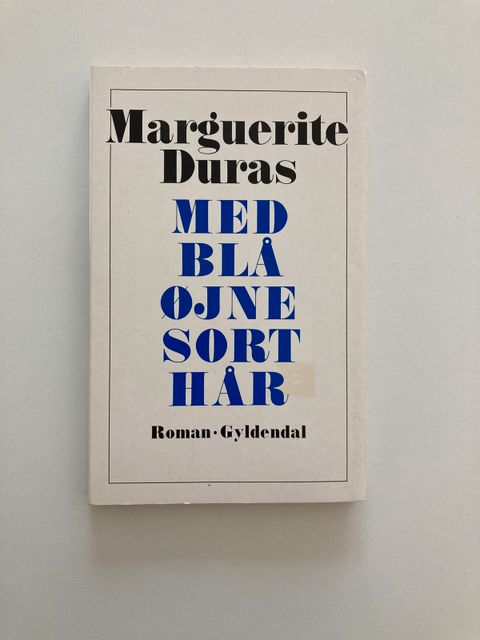 Marguerite
Duras
MED
BLÅ
ØJNE
SORT
HÅR
Roman · Gyldendal